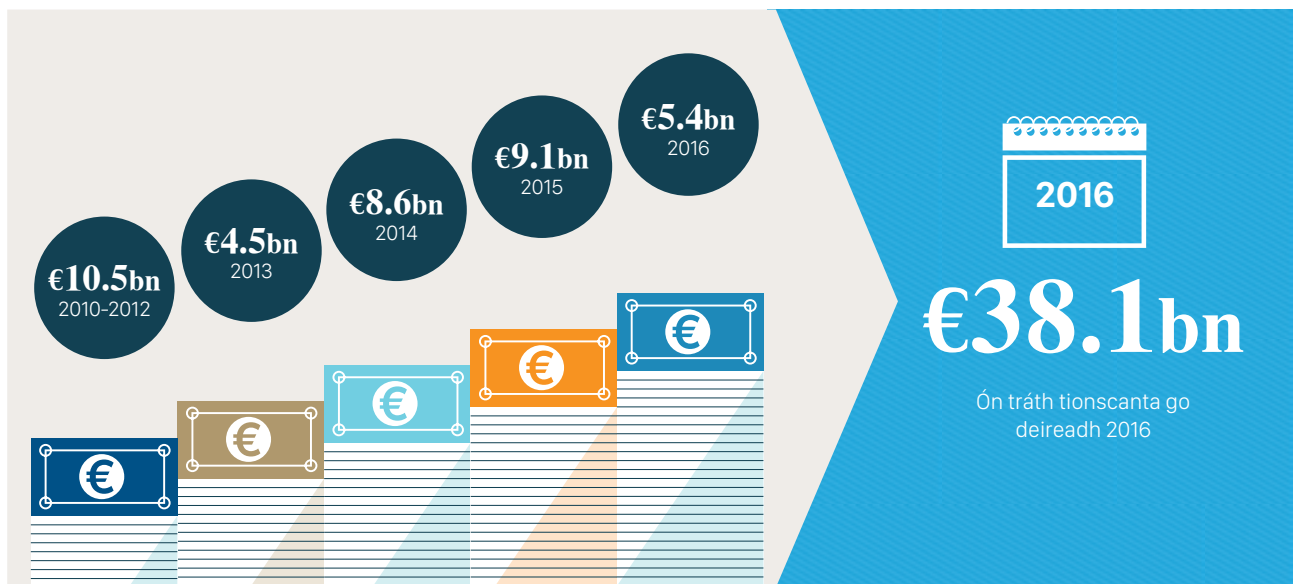 €10.5bn
2010-2012
€4.5bn
2013
€8.6bn
2014
€9.1bn
2015
€5.4bn
2016
€
€
€
€
€
2016
€38.1bn
Ón tráth tionscanta go
deireadh 2016